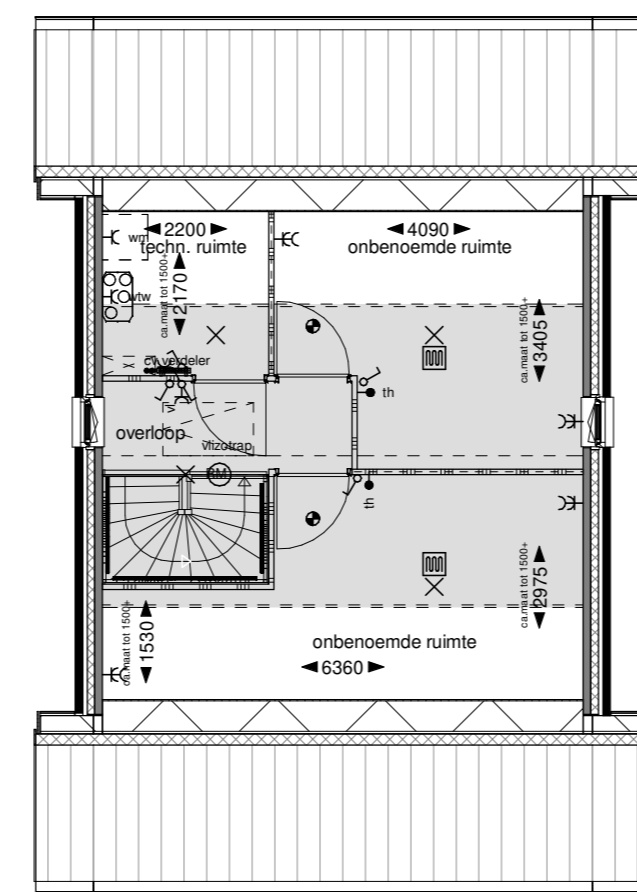 2200
4090
wm
techn. ruimte
onbenoemde ruimte
ca.maat tot 1500+
2170
wtw
ca.maat tot 1500+
3405
cv verdeler
th
overloop
vlizotrap
RM
th
ca.maat tot 1500+
2975
ca.maat tot 1500+
1530
onbenoemde ruimte
6360